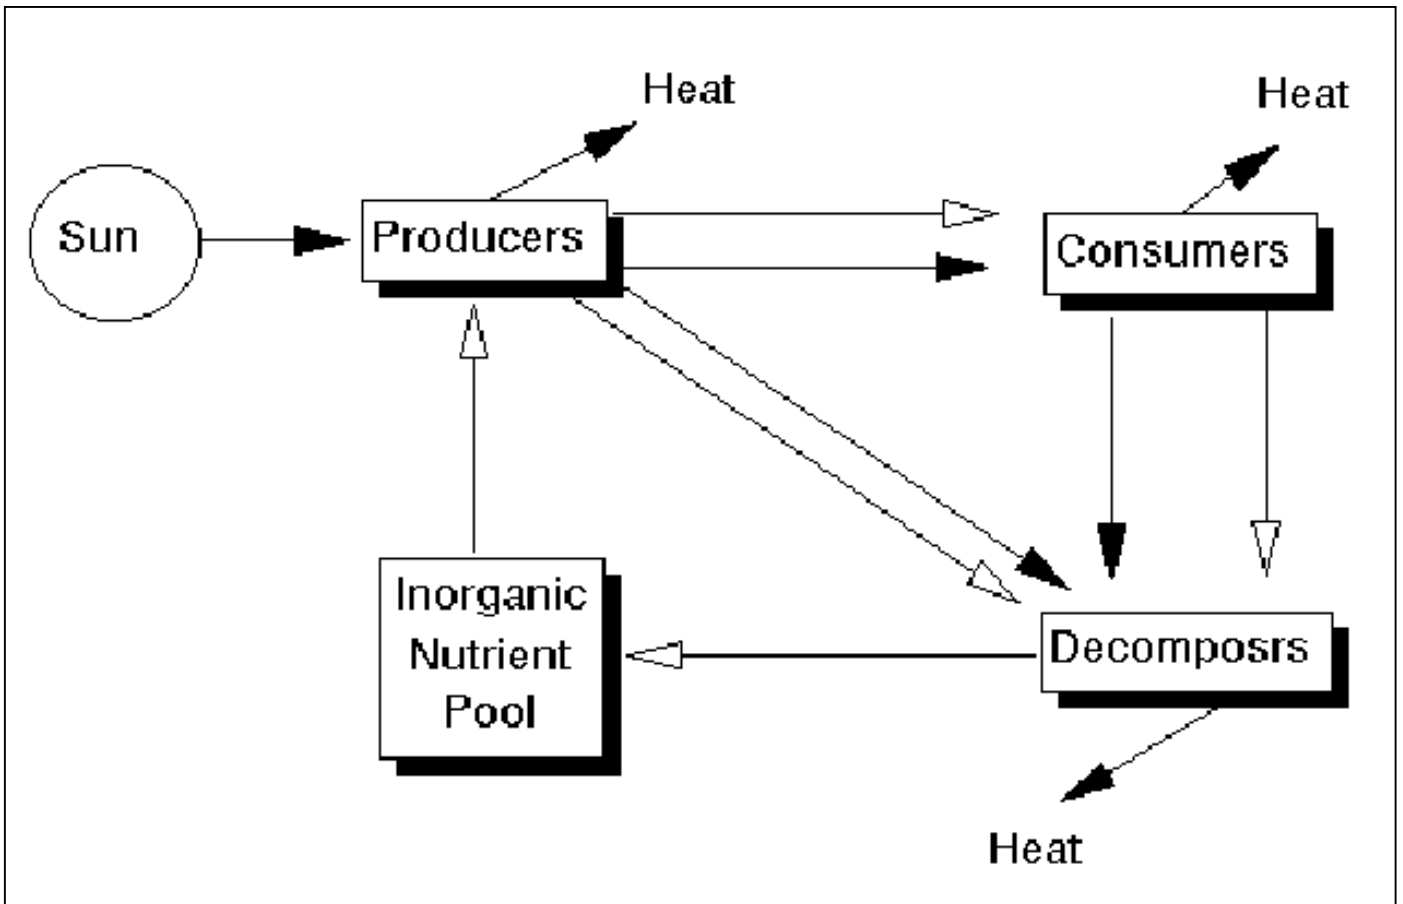 Heat
Heat
Sun
Producers
Consumers
Inorganic
Nutrient
Pool
Decomposrs
Heat